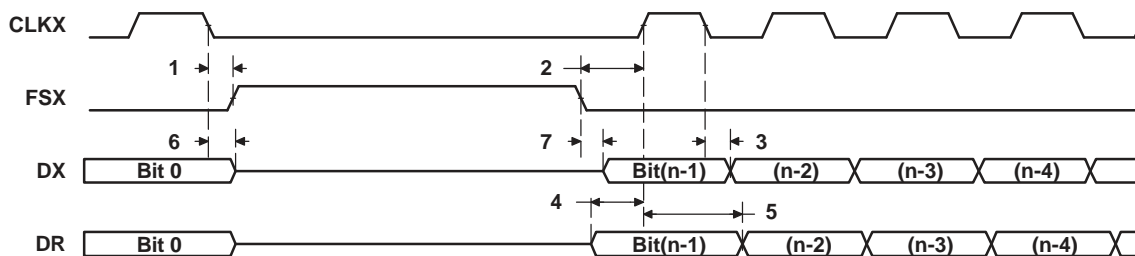 CLKX
1 2
FSX
6 7 3
DX Bit 0 Bit(n-1) (n-2) (n-3) (n-4)
4 5
DR Bit 0 Bit(n-1) (n-2) (n-3) (n-4)